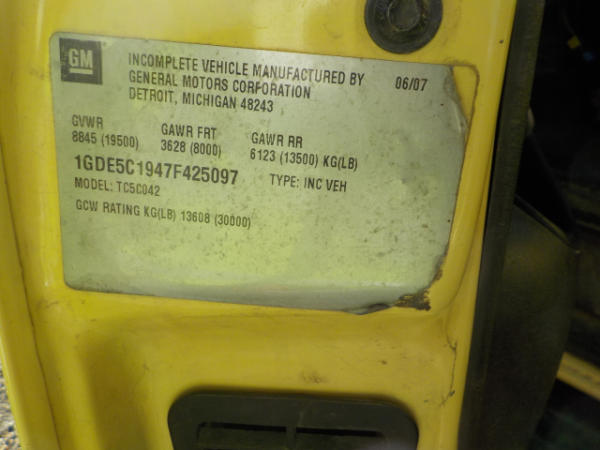 GM
INCOMPLETE VEHICLE MANUFACTURED BY
GENERAL MOTORS CORPORATION
DETROIT, MICHIGAN 48243
06/07
GVWR GAWR FRT GAWR RR
8845 (19500) 3628 (8000) 6123 (13500) KG(LB)
1GDE5C1947F425097 TYPE: INC VEH
MODEL: TC5C042
GCW RATING KG(LB) 13608 (30000)